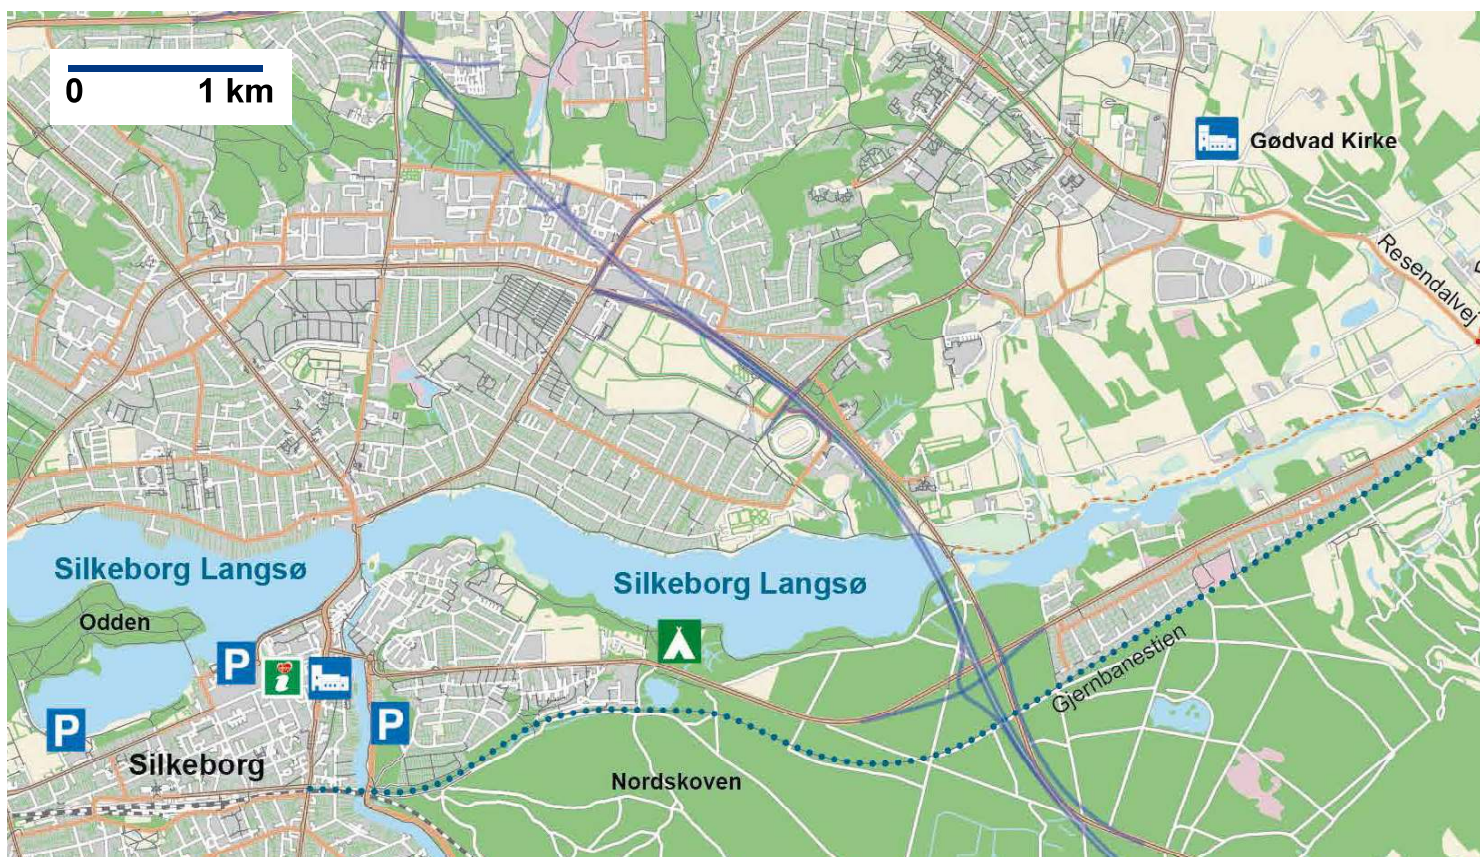 0 1 km
Gødvad Kirke
Resendalvej
Silkeborg Langsø
Silkeborg Langsø
Odden
P
i
P
P
Gjernbanestien
Silkeborg
Nordskoven